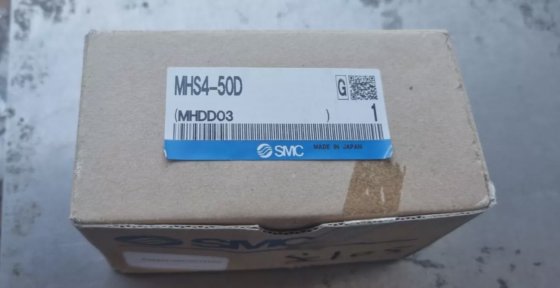 MHS4-50D
G
(MHDD03 ) 1
SMC MADE IN JAPAN
SMC